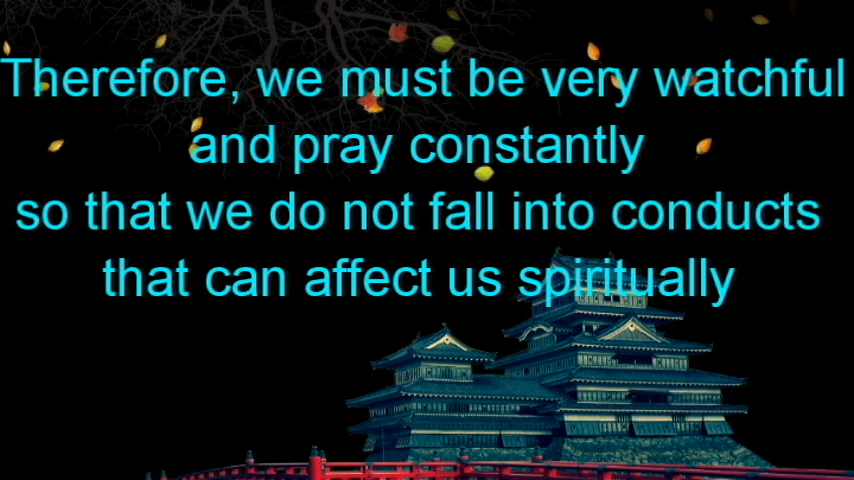 Therefore, we must be very watchful
and pray constantly
so that we do not fall into conducts
that can affect us spiritually